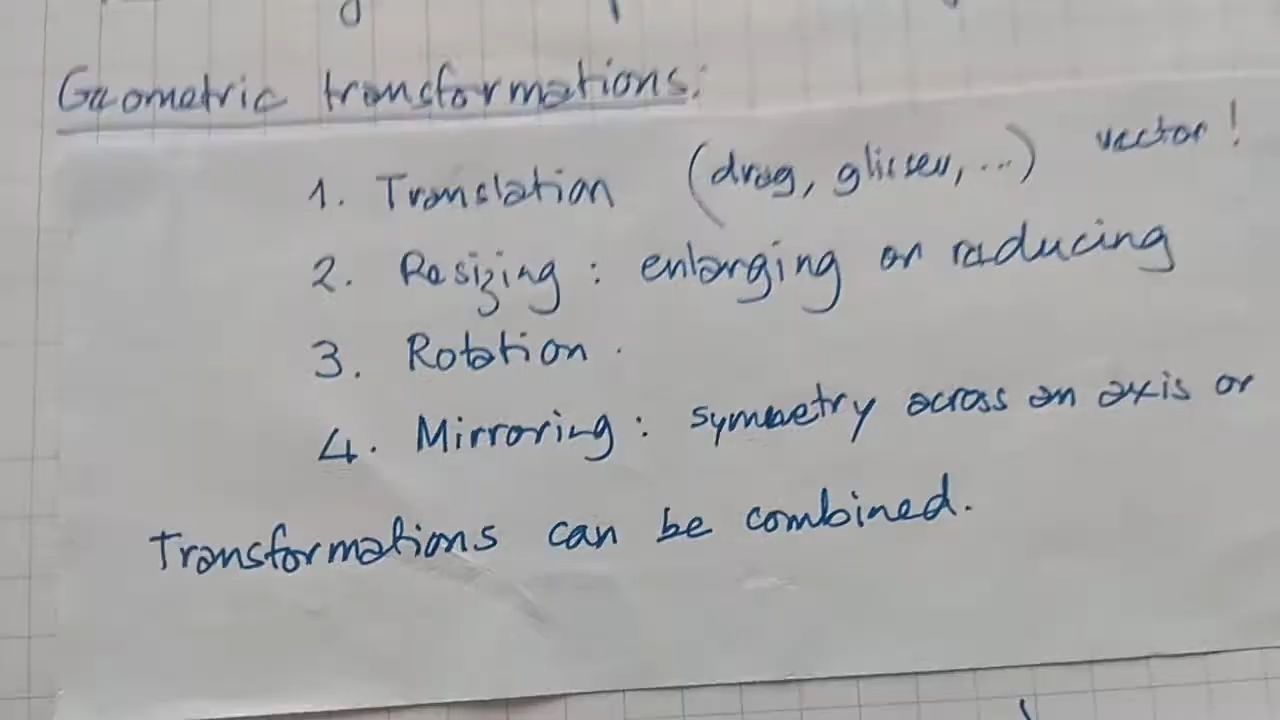 Geometric transformations:
1. Translation (drag, glisser, ...) vector!
2. Resizing: enlarging or reducing
3. Rotation.
4. Mirroring: symmetry across an axis or
Transformations can be combined.